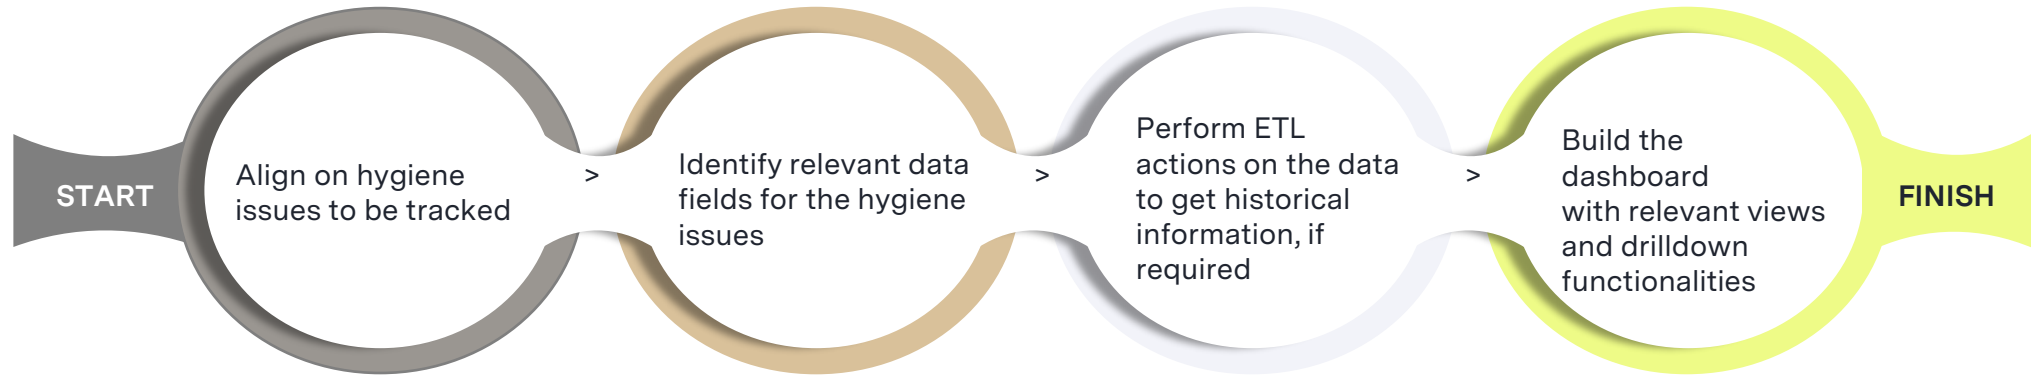 START
Align on hygiene
issues to be tracked
>
Identify relevant data
fields for the hygiene
issues
>
Perform ETL
actions on the data
to get historical
information, if
required
>
Build the
dashboard
with relevant views
and drilldown
functionalities
FINISH